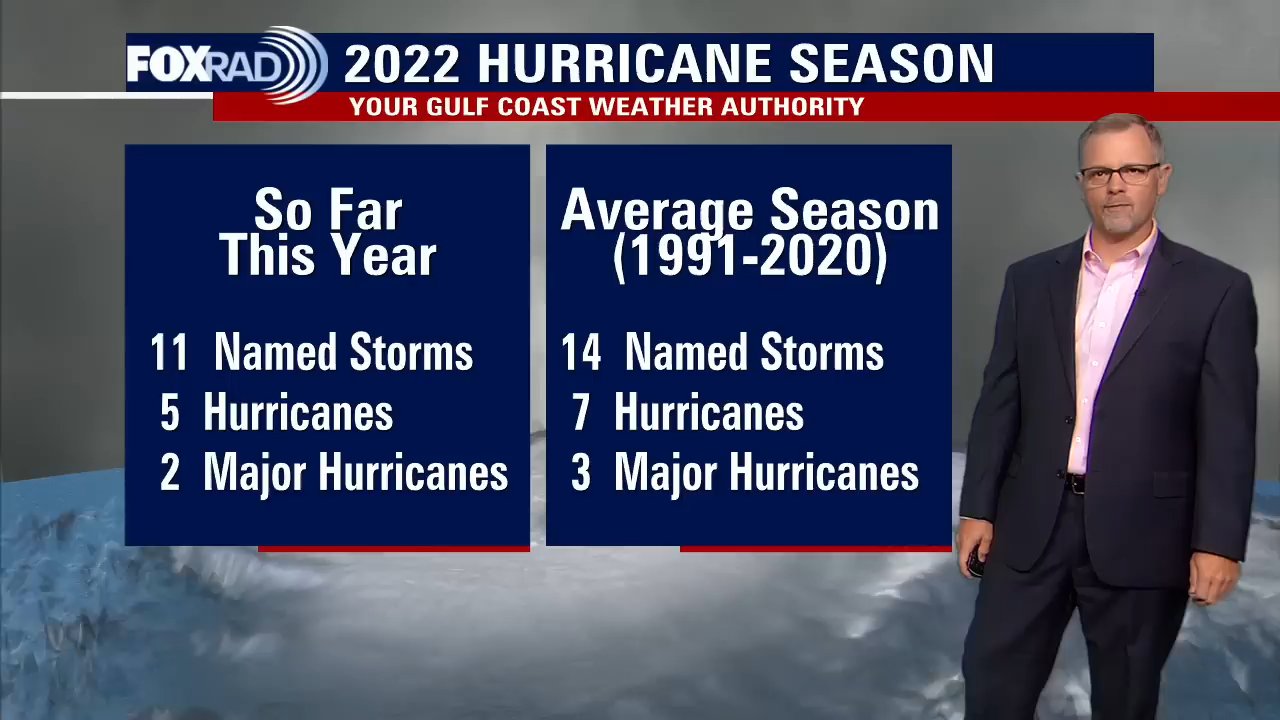 FOXRAD 2022 HURRICANE SEASON
YOUR GULF COAST WEATHER AUTHORITY
So Far
This Year
11 Named Storms
5 Hurricanes
2 Major Hurricanes
Average Season
(1991-2020)
14 Named Storms
7 Hurricanes
3 Major Hurricanes